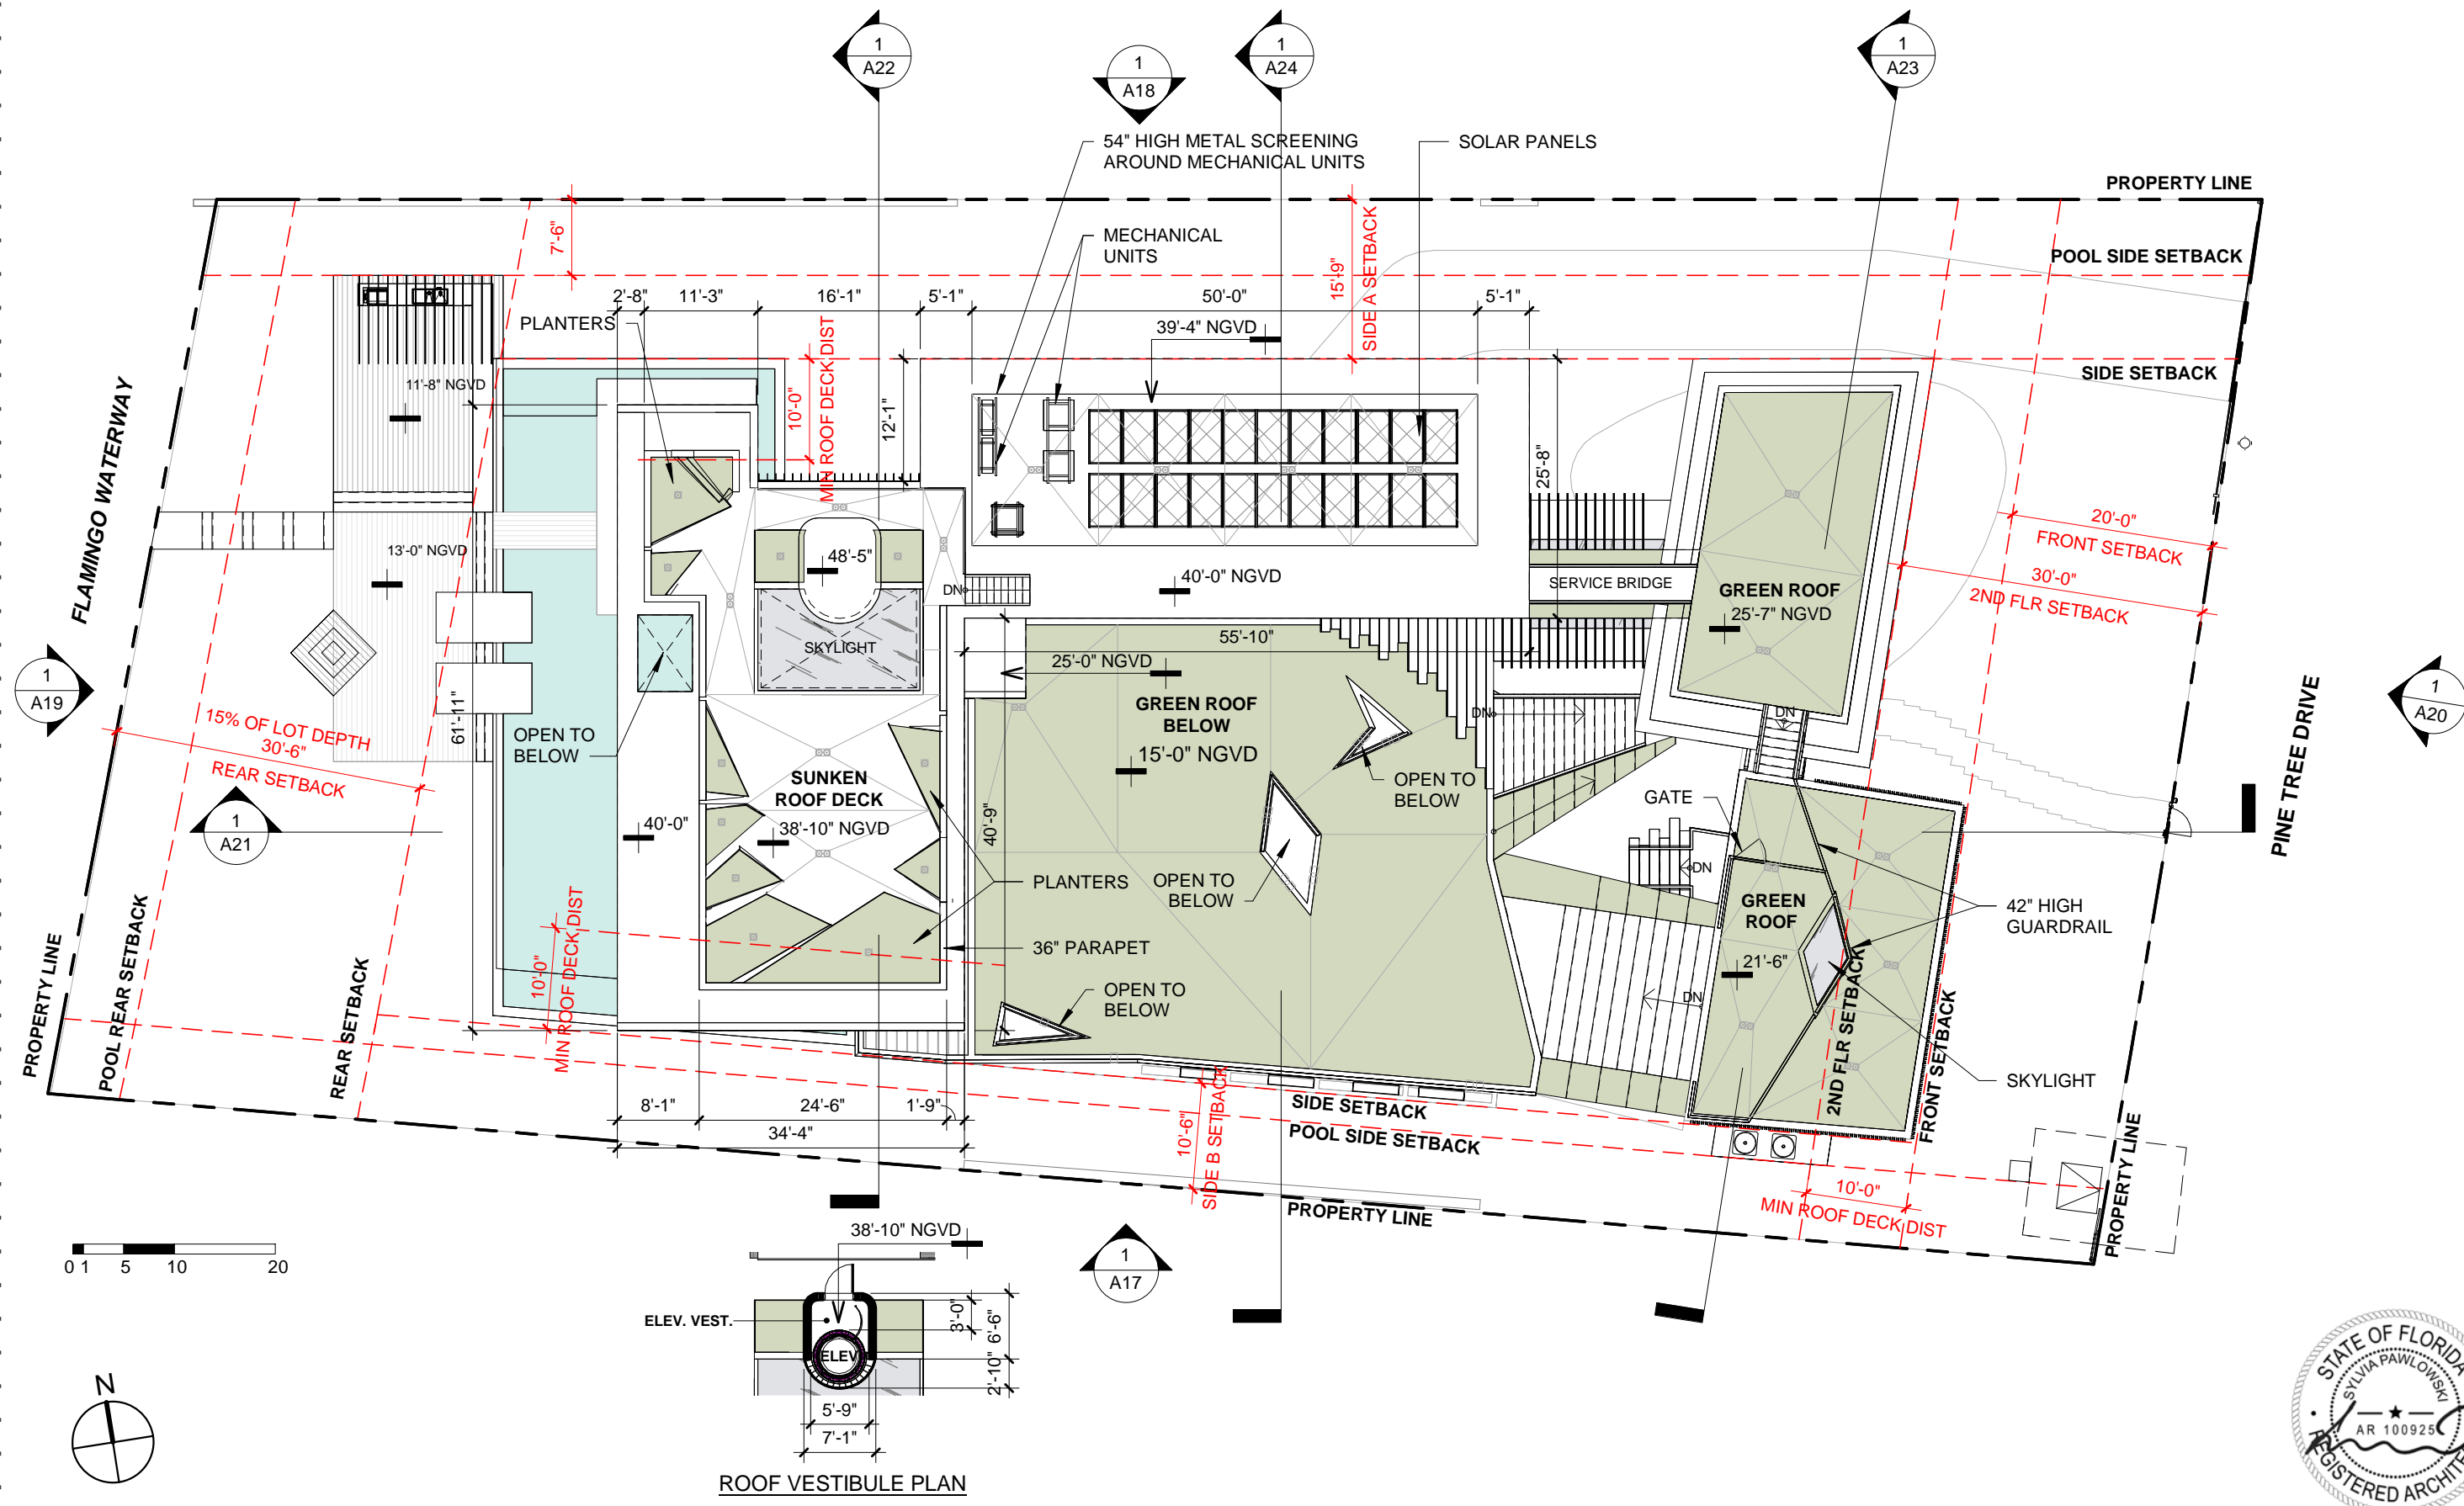 1
A22
1
A18
1
A24
1
A23
54" HIGH METAL SCREENING
AROUND MECHANICAL UNITS
SOLAR PANELS
PROPERTY LINE
7'-6"
MECHANICAL
UNITS
15'-9"
SIDE A SETBACK
POOL SIDE SETBACK
2'-8"
11'-3"
16'-1"
5'-1"
50'-0"
5'-1"
PLANTERS
39'-4" NGVD
MIN ROOF DECK DIST
10'-0"
12'-1"
SIDE SETBACK
11'-8" NGVD
FLAMINGO WATERWAY
25'-8"
20'-0"
FRONT SETBACK
13'-0" NGVD
48'-5"
DN
40'-0" NGVD
SERVICE BRIDGE
GREEN ROOF
25'-7" NGVD
30'-0"
2ND FLR SETBACK
SKYLIGHT
55'-10"
25'-0" NGVD
1
A19
1
A20
GREEN ROOF
BELOW
15'-0" NGVD
DN
DN
15% OF LOT DEPTH
30'-6"
REAR SETBACK
61'-11"
OPEN TO
BELOW
SUNKEN
ROOF DECK
38'-10" NGVD
40'-0"
40'-9"
OPEN TO
BELOW
GATE
PINE TREE DRIVE
1
A21
PLANTERS
OPEN TO
BELOW
DN
GREEN
ROOF
21'-6"
42" HIGH
GUARDRAIL
36" PARAPET
10'-0"
MIN ROOF DECK DIST
OPEN TO
BELOW
DN
PROPERTY LINE
POOL REAR SETBACK
REAR SETBACK
2ND FLR SETBACK
FRONT SETBACK
SKYLIGHT
8'-1"
24'-6"
1'-9"
34'-4"
SIDE SETBACK
POOL SIDE SETBACK
10'-6"
SIDE B SETBACK
PROPERTY LINE
10'-0"
MIN ROOF DECK DIST
PROPERTY LINE
38'-10" NGVD
1
A17
0 1 5 10 20
ELEV. VEST.
ELEV
3'-0"
6'-6"
2'-10"
5'-9"
7'-1"
ROOF VESTIBULE PLAN
N
STATE OF FLORIDA
SYLVIA PAWLOWSKI
AR 100925
REGISTERED ARCHITE